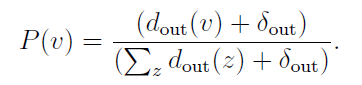 P(v) = (d_out(v) + δ_out) / (∑_z d_out(z) + δ_out).